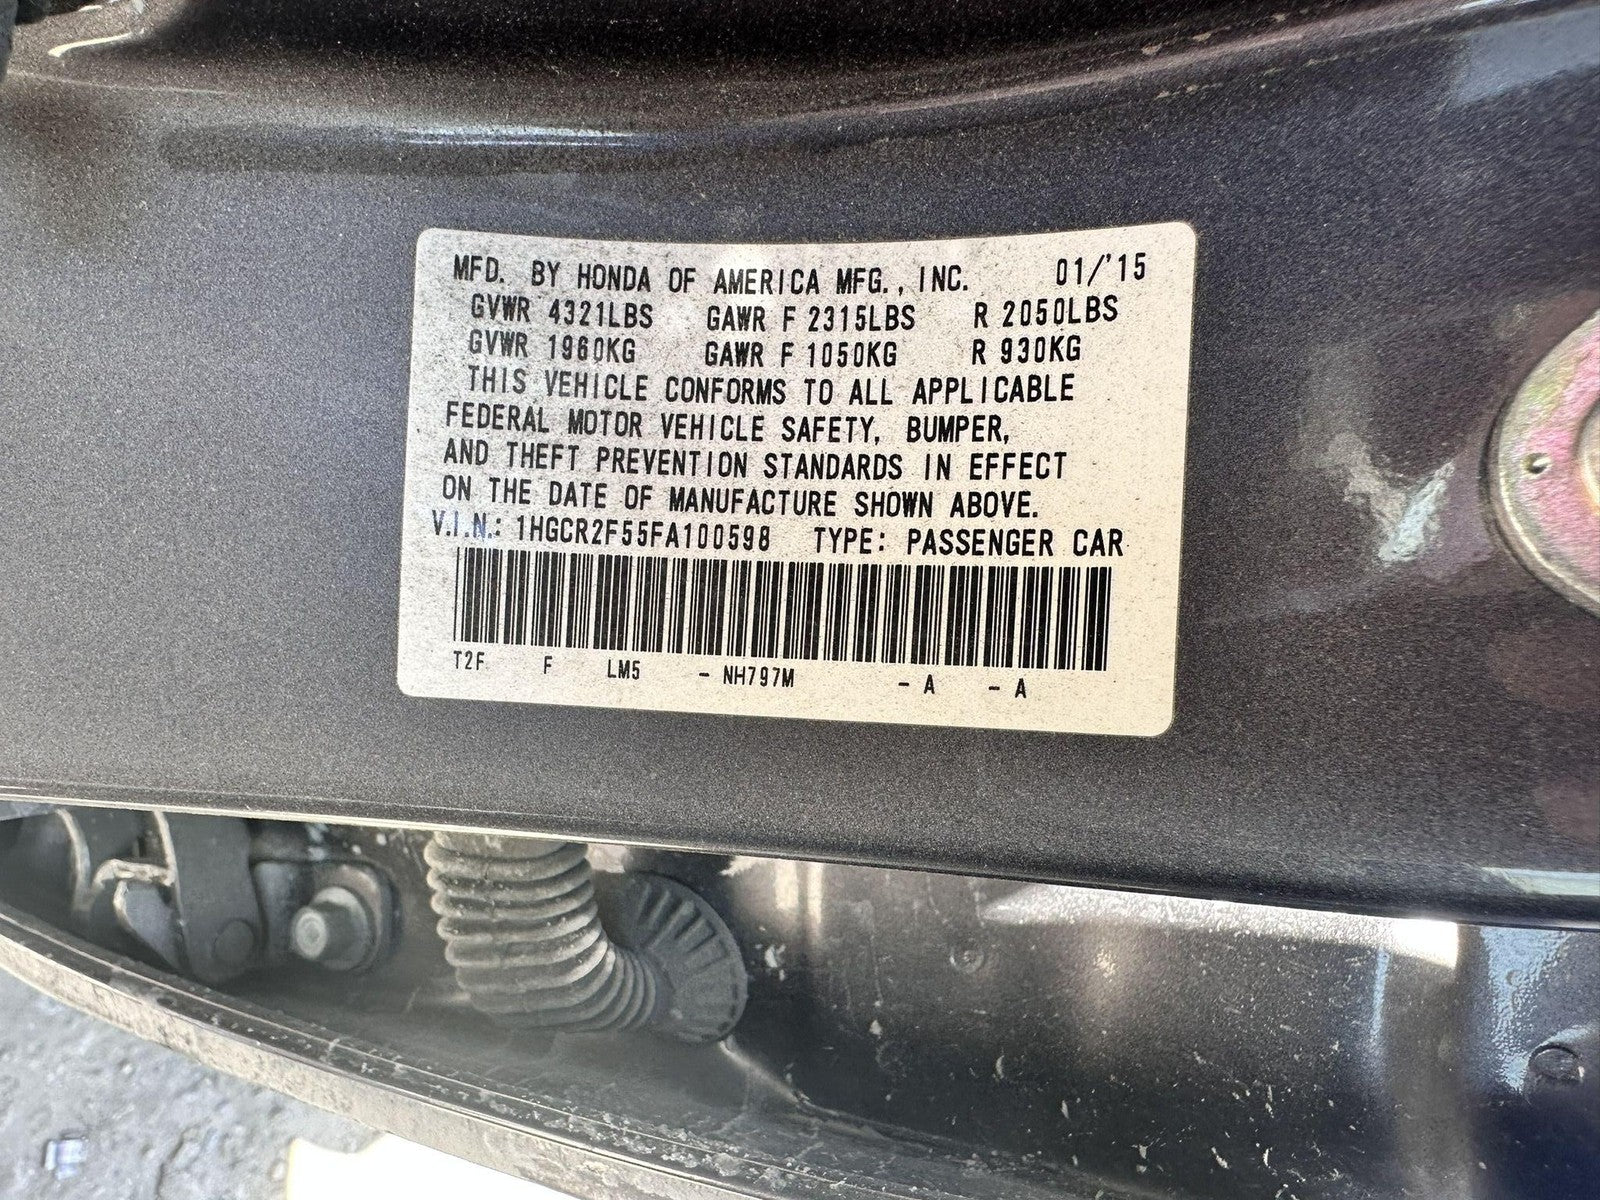 MFD. BY HONDA OF AMERICA MFG., INC. 01/'15
GVWR 4321LBS GAWR F 2315LBS R 2050LBS
GVWR 1960KG GAWR F 1050KG R 930KG
THIS VEHICLE CONFORMS TO ALL APPLICABLE
FEDERAL MOTOR VEHICLE SAFETY, BUMPER,
AND THEFT PREVENTION STANDARDS IN EFFECT
ON THE DATE OF MANUFACTURE SHOWN ABOVE.
V.I.N.: 1HGCR2F55FA100598 TYPE: PASSENGER CAR
T2F F LM5 - NH797M - A - A